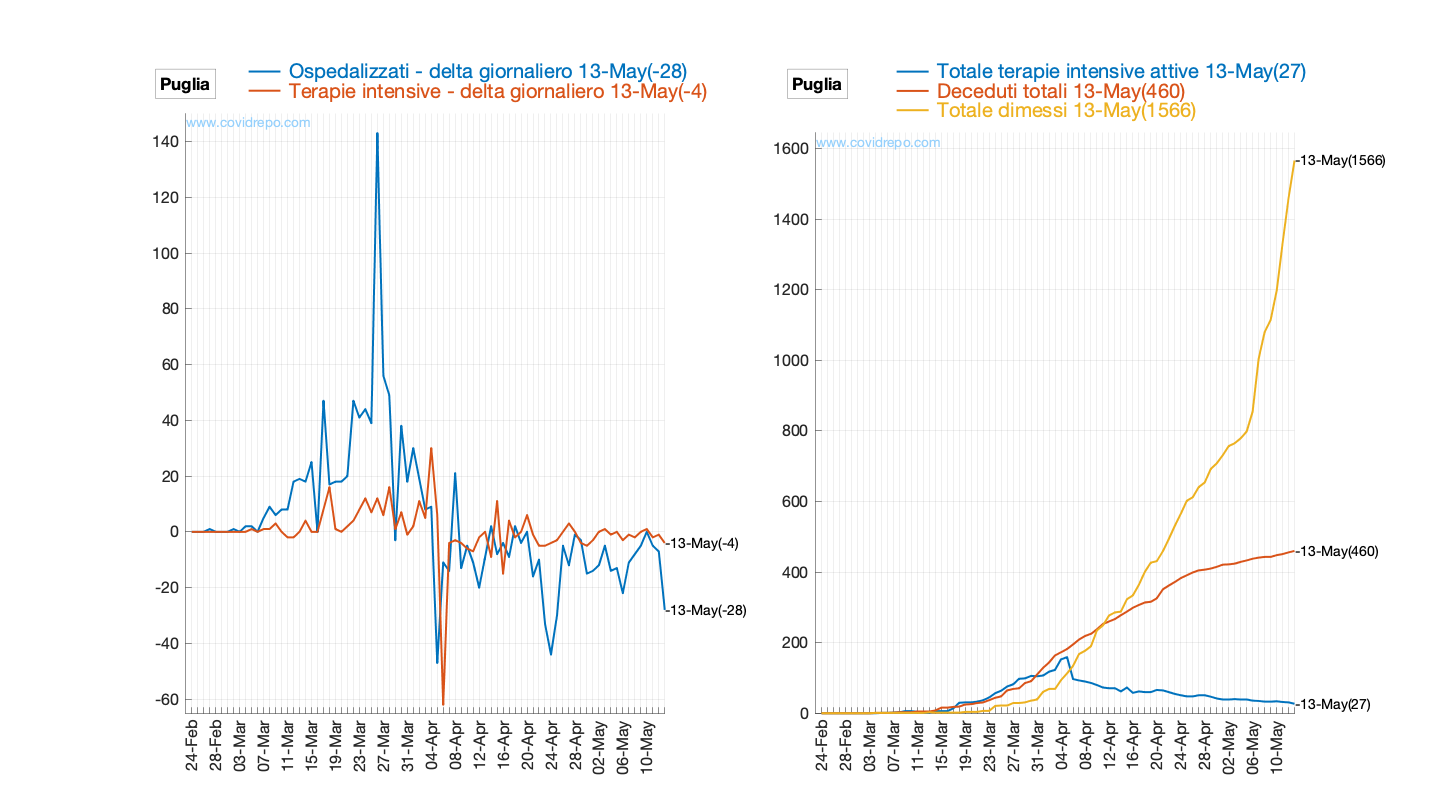 Puglia
Ospedalizzati - delta giornaliero 13-May(-28)
Terapie intensive - delta giornaliero 13-May(-4)
www.covidrepo.com
140
120
100
80
60
40
20
0
-20
-40
-60
-13-May(-4)
-13-May(-28)
24-Feb
28-Feb
03-Mar
07-Mar
11-Mar
15-Mar
19-Mar
23-Mar
27-Mar
31-Mar
04-Apr
08-Apr
12-Apr
16-Apr
20-Apr
24-Apr
28-Apr
02-May
06-May
10-May
Puglia
Totale terapie intensive attive 13-May(27)
Deceduti totali 13-May(460)
Totale dimessi 13-May(1566)
www.covidrepo.com
1600
1400
1200
1000
800
600
400
200
0
-13-May(1566)
-13-May(460)
-13-May(27)
24-Feb
28-Feb
03-Mar
07-Mar
11-Mar
15-Mar
19-Mar
23-Mar
27-Mar
31-Mar
04-Apr
08-Apr
12-Apr
16-Apr
20-Apr
24-Apr
28-Apr
02-May
06-May
10-May